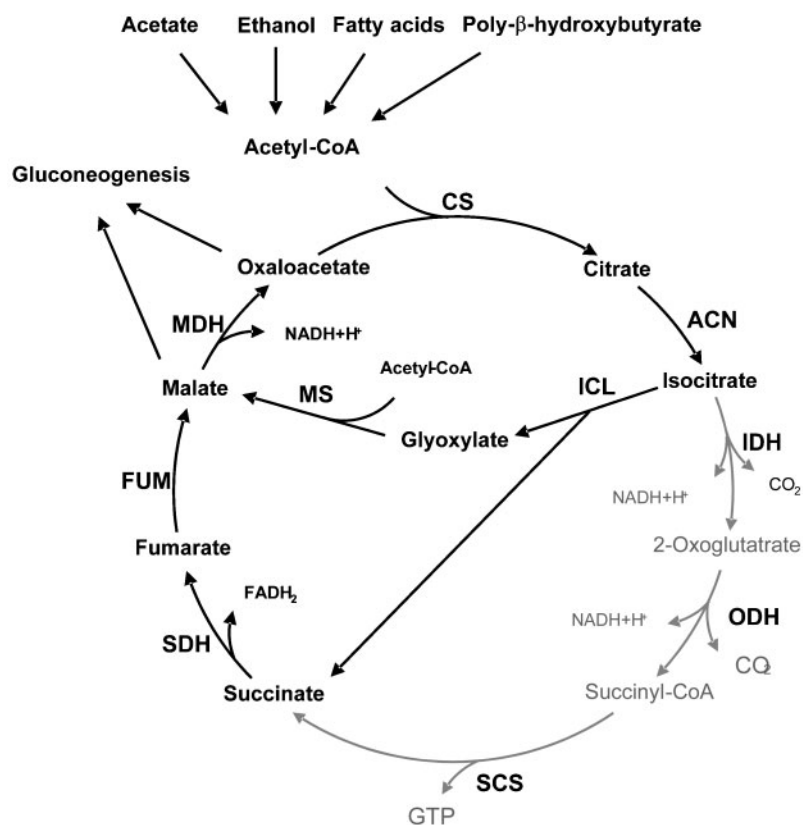 Acetate Ethanol Fatty acids Poly-β-hydroxybutyrate
Acetyl-CoA
Gluconeogenesis
CS
Oxaloacetate
Citrate
MDH
NADH+H⁺
ACN
Acetyl-CoA
Malate
MS
ICL
Isocitrate
Glyoxylate
IDH
FUM
NADH+H⁺
CO₂
Fumarate
2-Oxoglutatrate
FADH₂
NADH+H⁺
ODH
SDH
CO₂
Succinate
Succinyl-CoA
SCS
GTP